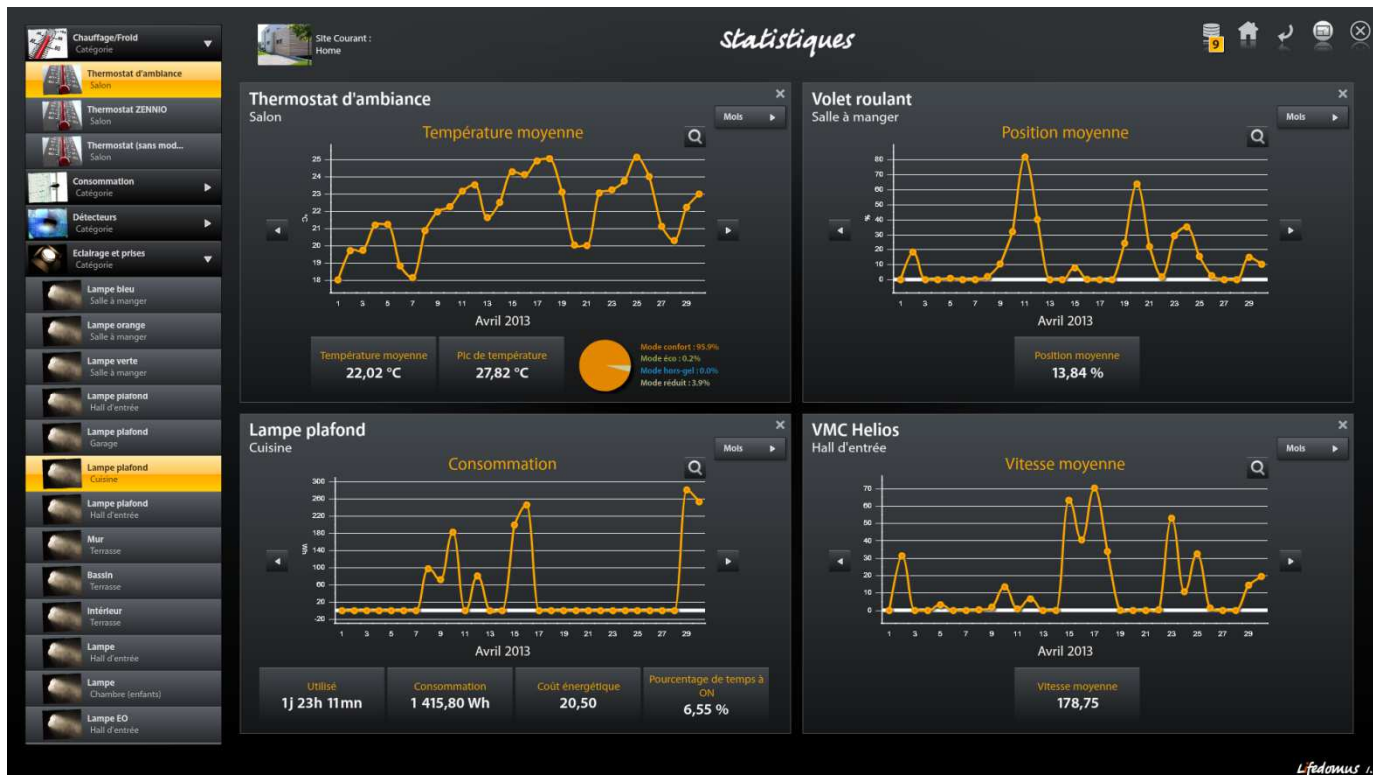 Chauffage/Froid
Catégorie
Thermostat d'ambiance
Salon
Thermostat ZENNIO
Salon
Thermostat (sans mod...
Salon
Consommation
Catégorie
Détecteurs
Catégorie
Eclairage et prises
Catégorie
Lampe bleu
Salle à manger
Lampe orange
Salle à manger
Lampe verte
Salle à manger
Lampe plafond
Hall d'entrée
Lampe plafond
Garage
Lampe plafond
Cuisine
Lampe plafond
Hall d'entrée
Mur
Terrasse
Bassin
Terrasse
Intérieur
Terrasse
Lampe
Hall d'entrée
Lampe
Chambre (enfants)
Lampe EO
Hall d'entrée
Site Courant :
Home
Statistiques
9
Thermostat d'ambiance
Salon
Mois
Température moyenne
25
24
23
22
21
20
19
18
°C
1 3 5 7 9 11 13 15 17 19 21 23 25 27 29
Avril 2013
Température moyenne
22,02 °C
Pic de température
27,82 °C
Mode confort : 95.9%
Mode éco : 0.2%
Mode hors-gel : 0.0%
Mode réduit : 3.9%
Volet roulant
Salle à manger
Mois
Position moyenne
80
70
60
50
40
30
20
10
0
%
1 3 5 7 9 11 13 15 17 19 21 23 25 27 29
Avril 2013
Position moyenne
13,84 %
Lampe plafond
Cuisine
Mois
Consommation
300
260
220
180
140
100
60
20
-20
Wh
1 3 5 7 9 11 13 15 17 19 21 23 25 27 29
Avril 2013
Utilisé
1j 23h 11mn
Consommation
1 415,80 Wh
Coût énergétique
20,50
Pourcentage de temps à
ON
6,55 %
VMC Helios
Hall d'entrée
Mois
Vitesse moyenne
70
60
50
40
30
20
10
0
1 3 5 7 9 11 13 15 17 19 21 23 25 27 29
Avril 2013
Vitesse moyenne
178,75
Lifedomus